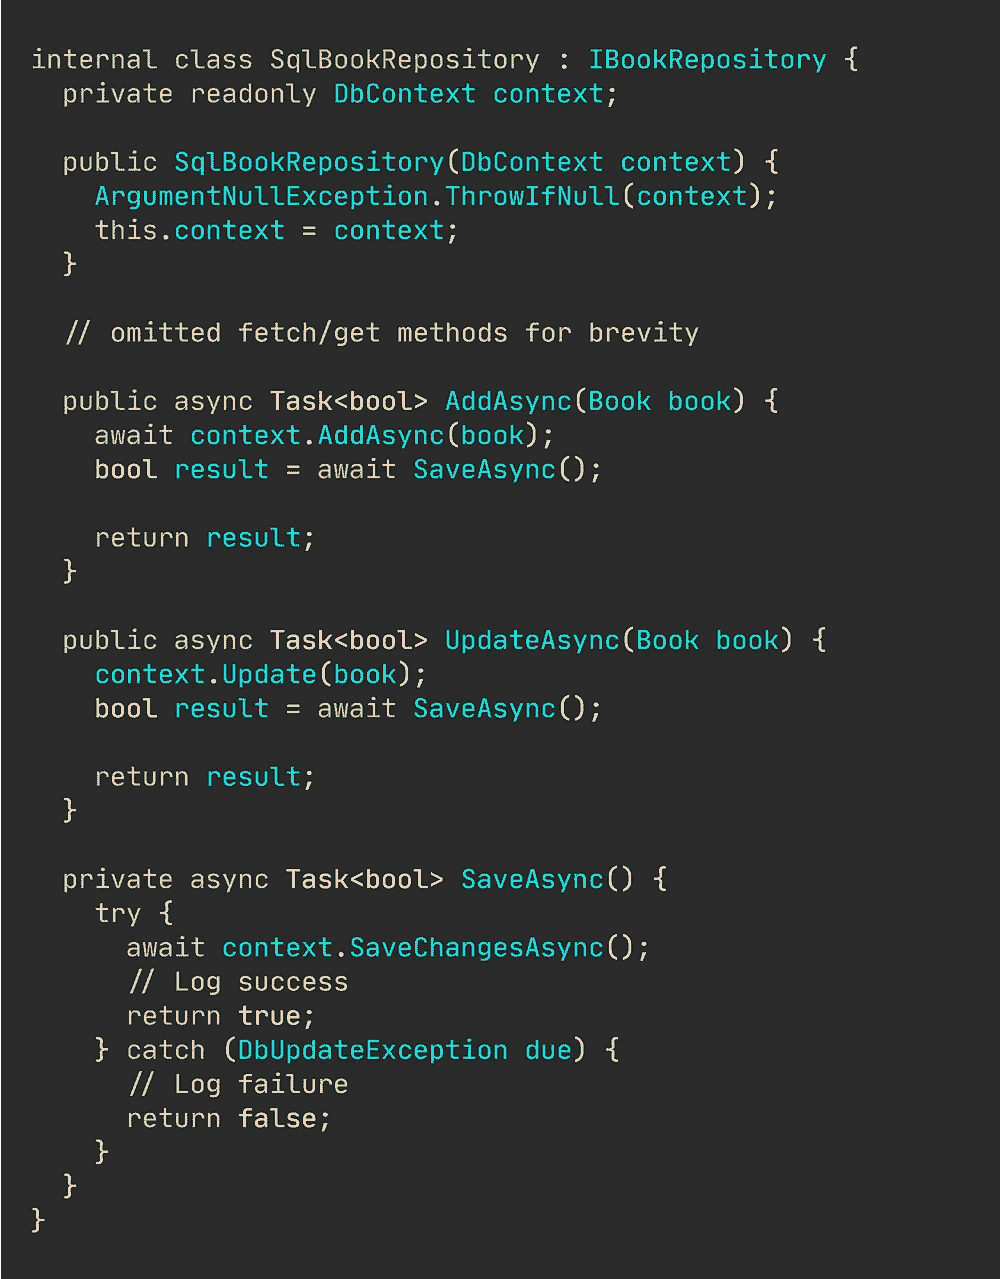 internal class SqlBookRepository : IBookRepository {
  private readonly DbContext context;

  public SqlBookRepository(DbContext context) {
    ArgumentNullException.ThrowIfNull(context);
    this.context = context;
  }

  // omitted fetch/get methods for brevity

  public async Task<bool> AddAsync(Book book) {
    await context.AddAsync(book);
    bool result = await SaveAsync();

    return result;
  }

  public async Task<bool> UpdateAsync(Book book) {
    context.Update(book);
    bool result = await SaveAsync();

    return result;
  }

  private async Task<bool> SaveAsync() {
    try {
      await context.SaveChangesAsync();
      // Log success
      return true;
    } catch (DbUpdateException due) {
      // Log failure
      return false;
    }
  }
}